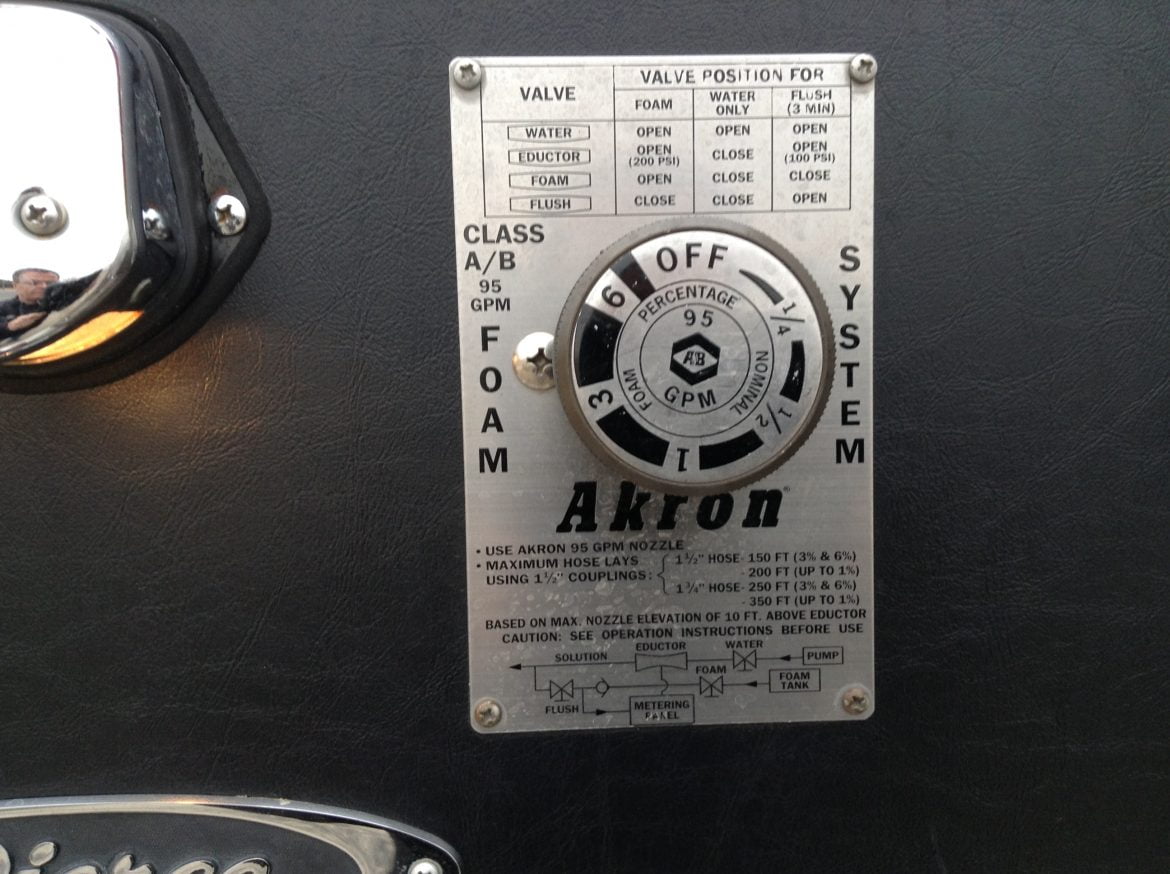 VALVE POSITION FOR
VALVE FOAM WATER ONLY FLUSH (3 MIN)
WATER OPEN OPEN OPEN
EDUCTOR OPEN (200 PSI) CLOSE OPEN (100 PSI)
FOAM OPEN CLOSE CLOSE
FLUSH CLOSE CLOSE OPEN
CLASS
A/B
95
GPM
FOAM
SYSTEM
OFF 1/4 1/2 1 3 6
PERCENTAGE NOMINAL FOAM
95
AB
GPM
Akron®
• USE AKRON 95 GPM NOZZLE
• MAXIMUM HOSE LAYS
USING 1½" COUPLINGS:
1½" HOSE- 150 FT (3% & 6%)
- 200 FT (UP TO 1%)
1¾" HOSE- 250 FT (3% & 6%)
- 350 FT (UP TO 1%)
BASED ON MAX. NOZZLE ELEVATION OF 10 FT. ABOVE EDUCTOR
CAUTION: SEE OPERATION INSTRUCTIONS BEFORE USE
SOLUTION EDUCTOR WATER PUMP
FOAM FOAM TANK
FLUSH METERING PANEL
Pierce